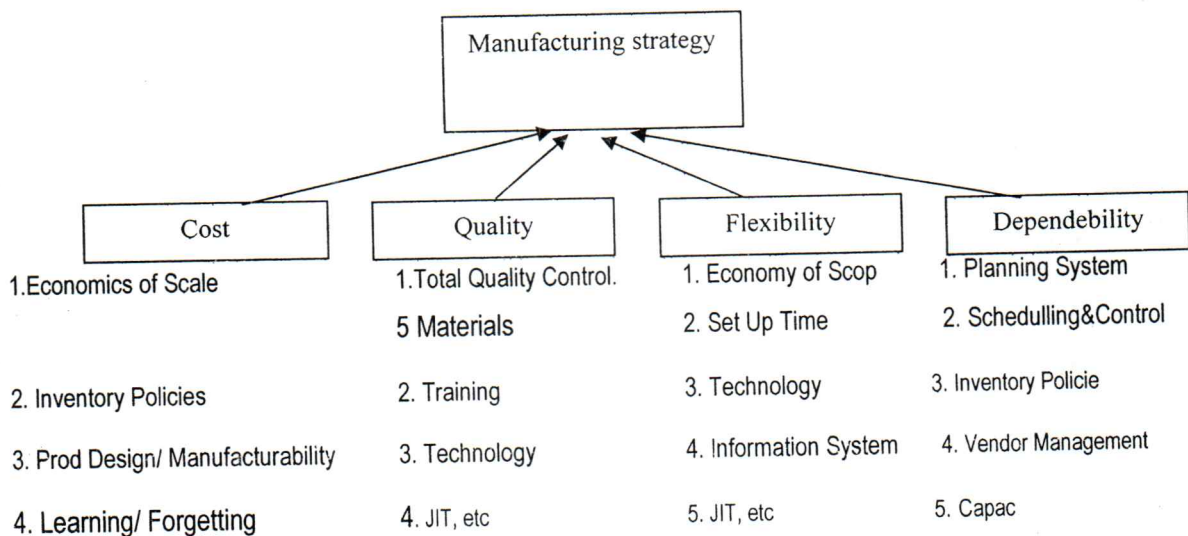 Manufacturing strategy
Cost
Quality
Flexibility
Dependebility
1.Economics of Scale
2. Inventory Policies
3. Prod Design/ Manufacturability
4. Learning/ Forgetting
1.Total Quality Control.
5 Materials
2. Training
3. Technology
4. JIT, etc
1. Economy of Scop
2. Set Up Time
3. Technology
4. Information System
5. JIT, etc
1. Planning System
2. Schedulling&Control
3. Inventory Policie
4. Vendor Management
5. Capac